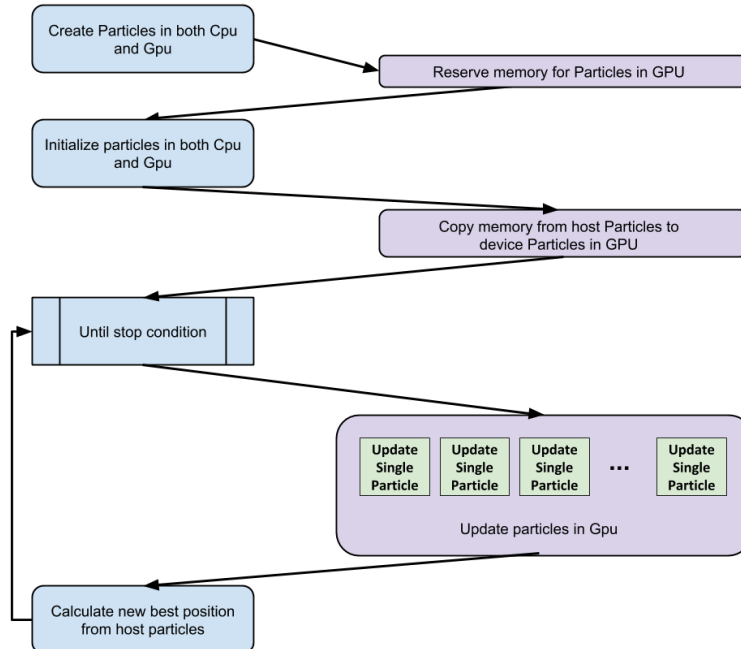 Create Particles in both Cpu
and Gpu
Reserve memory for Particles in GPU
Initialize particles in both Cpu
and Gpu
Copy memory from host Particles to
device Particles in GPU
Until stop condition
Update
Single
Particle
Update
Single
Particle
Update
Single
Particle
...
Update
Single
Particle
Update particles in Gpu
Calculate new best position
from host particles